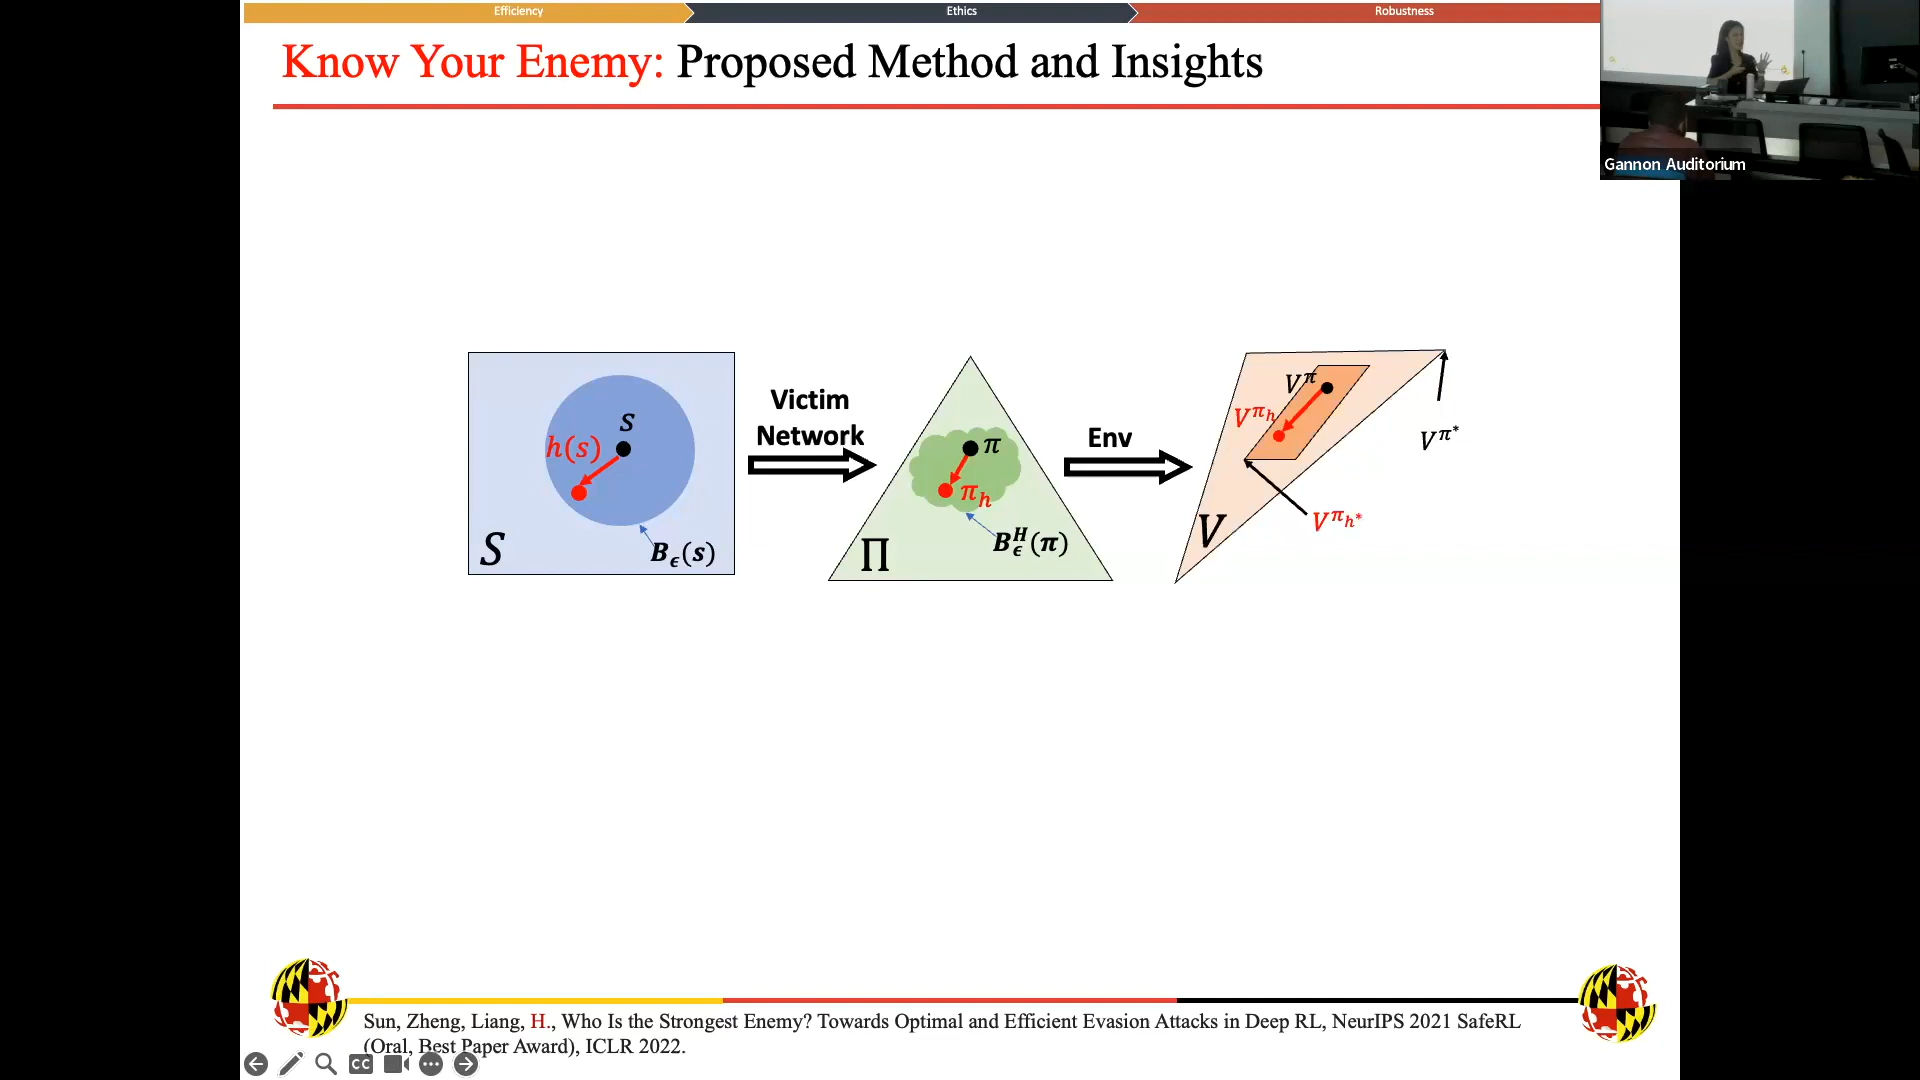 Efficiency
Ethics
Robustness
Know Your Enemy: Proposed Method and Insights
Gannon Auditorium
s
h(s)
S
B_ϵ(s)
Victim
Network
π
π_h
Π
B_ϵ^H(π)
Env
V^π
V^{π_h}
V^{π*}
V
V^{π_{h*}}
Sun, Zheng, Liang, H., Who Is the Strongest Enemy? Towards Optimal and Efficient Evasion Attacks in Deep RL, NeurIPS 2021 SafeRL
(Oral, Best Paper Award), ICLR 2022.
CC